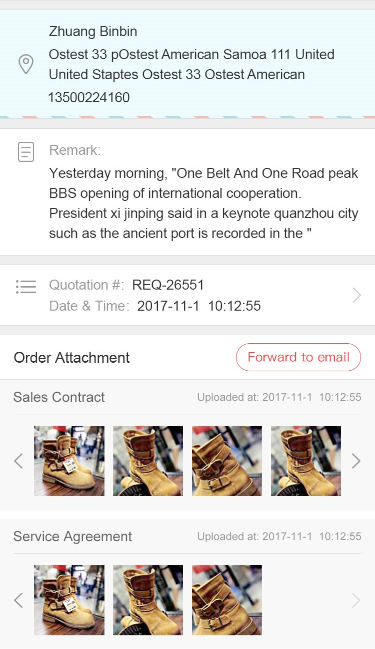 Zhuang Binbin
Ostest 33 pOstest American Samoa 111 United
United Staptes Ostest 33 Ostest American
13500224160
Remark:
Yesterday morning, "One Belt And One Road peak
BBS opening of international cooperation.
President xi jinping said in a keynote quanzhou city
such as the ancient port is recorded in the "
Quotation #: REQ-26551
Date & Time: 2017-11-1 10:12:55
Order Attachment
Forward to email
Sales Contract
Uploaded at: 2017-11-1 10:12:55
Service Agreement
Uploaded at: 2017-11-1 10:12:55